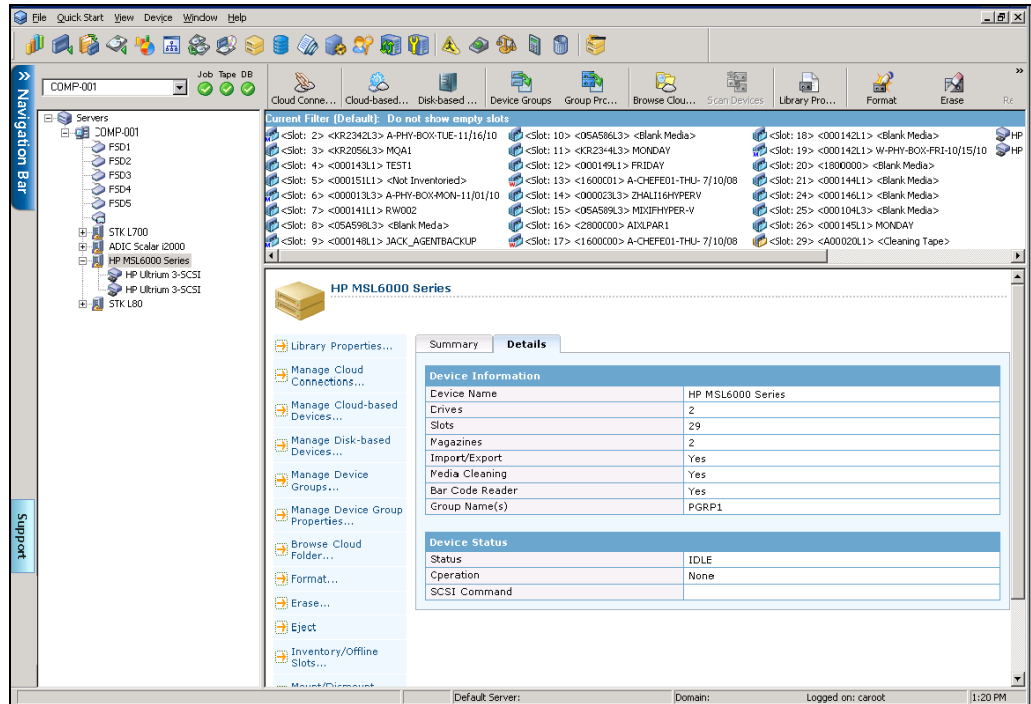 File Quick Start View Device Window Help
COMP-001
Job Tape DB
Cloud Conne... Cloud-based... Disk-based ... Device Groups Group Prc... Browse Clou... Scan Devices Library Pro... Format Erase Re
Navigation Bar
Support
Servers
COMP-001
FSD1
FSD2
FSD3
FSD4
FSD5
STK L700
ADIC Scalar i2000
HP MSL6000 Series
HP Ultrium 3-SCSI
HP Ultrium 3-SCSI
STK L80
Current Filter (Default): Do not show empty slots
<Slot: 2> <KR2342L3> A-PHY-BOX-TUE-11/16/10 <Slot: 10> <05A586L3> <Blank Media> <Slot: 18> <000142L1> <Blank Media> HP
<Slot: 3> <KR2056L3> MQA1 <Slot: 11> <KR2344L3> MONDAY <Slot: 19> <000142L1> W-PHY-BOX-FRI-10/15/10 HP
<Slot: 4> <000143L1> TEST1 <Slot: 12> <000149L1> FRIDAY <Slot: 20> <1800000> <Blank Media>
<Slot: 5> <000151L1> <Not Inventoried> <Slot: 13> <1600C01> A-CHEFE01-THU- 7/10/08 <Slot: 21> <000144L1> <Blank Media>
<Slot: 6> <000013L3> A-PHY-BOX-MON-11/01/10 <Slot: 14> <000023L3> ZHALI16HYPERV <Slot: 24> <000146L1> <Blank Media>
<Slot: 7> <000141L1> RW002 <Slot: 15> <05A589L3> MIXIFHYPER-V <Slot: 25> <000104L3> <Blank Media>
<Slot: 8> <05A598L3> <Blank Meda> <Slot: 16> <2800C00> AIXLPAR1 <Slot: 26> <000145L1> MONDAY
<Slot: 9> <000148L1> JACK_AGENTBACKUP <Slot: 17> <1600C00> A-CHEFE01-THU- 7/10/08 <Slot: 29> <A00020L1> <Cleaning Tape>
HP MSL6000 Series
Library Properties...
Manage Cloud
Connections...
Manage Cloud-based
Devices...
Manage Disk-based
Devices...
Manage Device
Groups...
Manage Device Group
Properties...
Browse Cloud
Folder...
Format...
Erase...
Eject
Inventory/Offline
Slots...
Mount/Dismount
Summary Details
Device Information
Device Name HP MSL6000 Series
Drives 2
Slots 29
Magazines 2
Import/Export Yes
Media Cleaning Yes
Bar Code Reader Yes
Group Name(s) PGRP1
Device Status
Status IDLE
Operation None
SCSI Command
Default Server: Domain: Logged on: caroot 1:20 PM